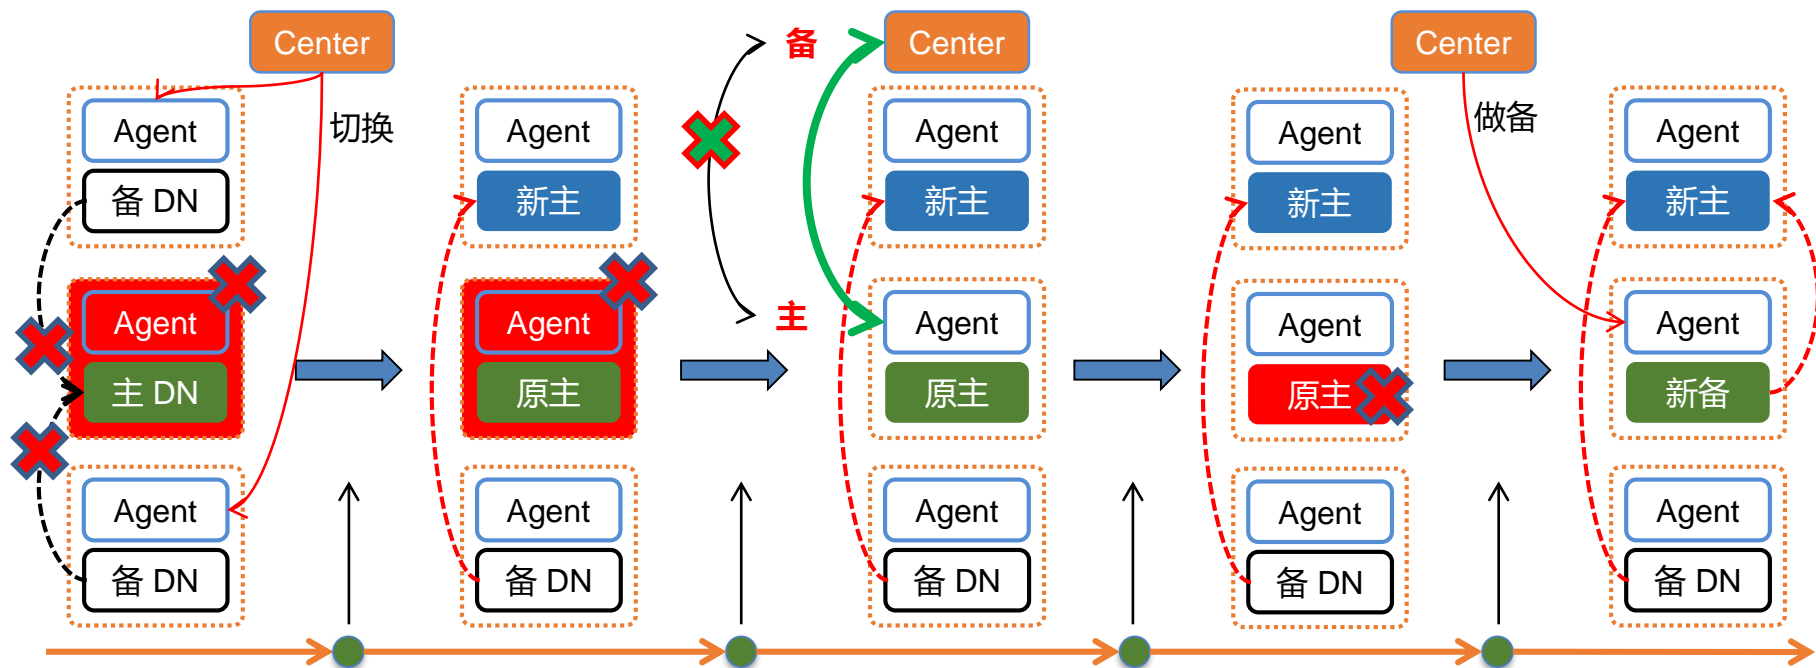 Center
切换
Agent
备 DN
Agent
主 DN
Agent
备 DN
Agent
新主
Agent
原主
Agent
备 DN
备
主
Center
Agent
新主
Agent
原主
Agent
备 DN
Agent
新主
Agent
原主
Agent
备 DN
Center
做备
Agent
新主
Agent
新备
Agent
备 DN